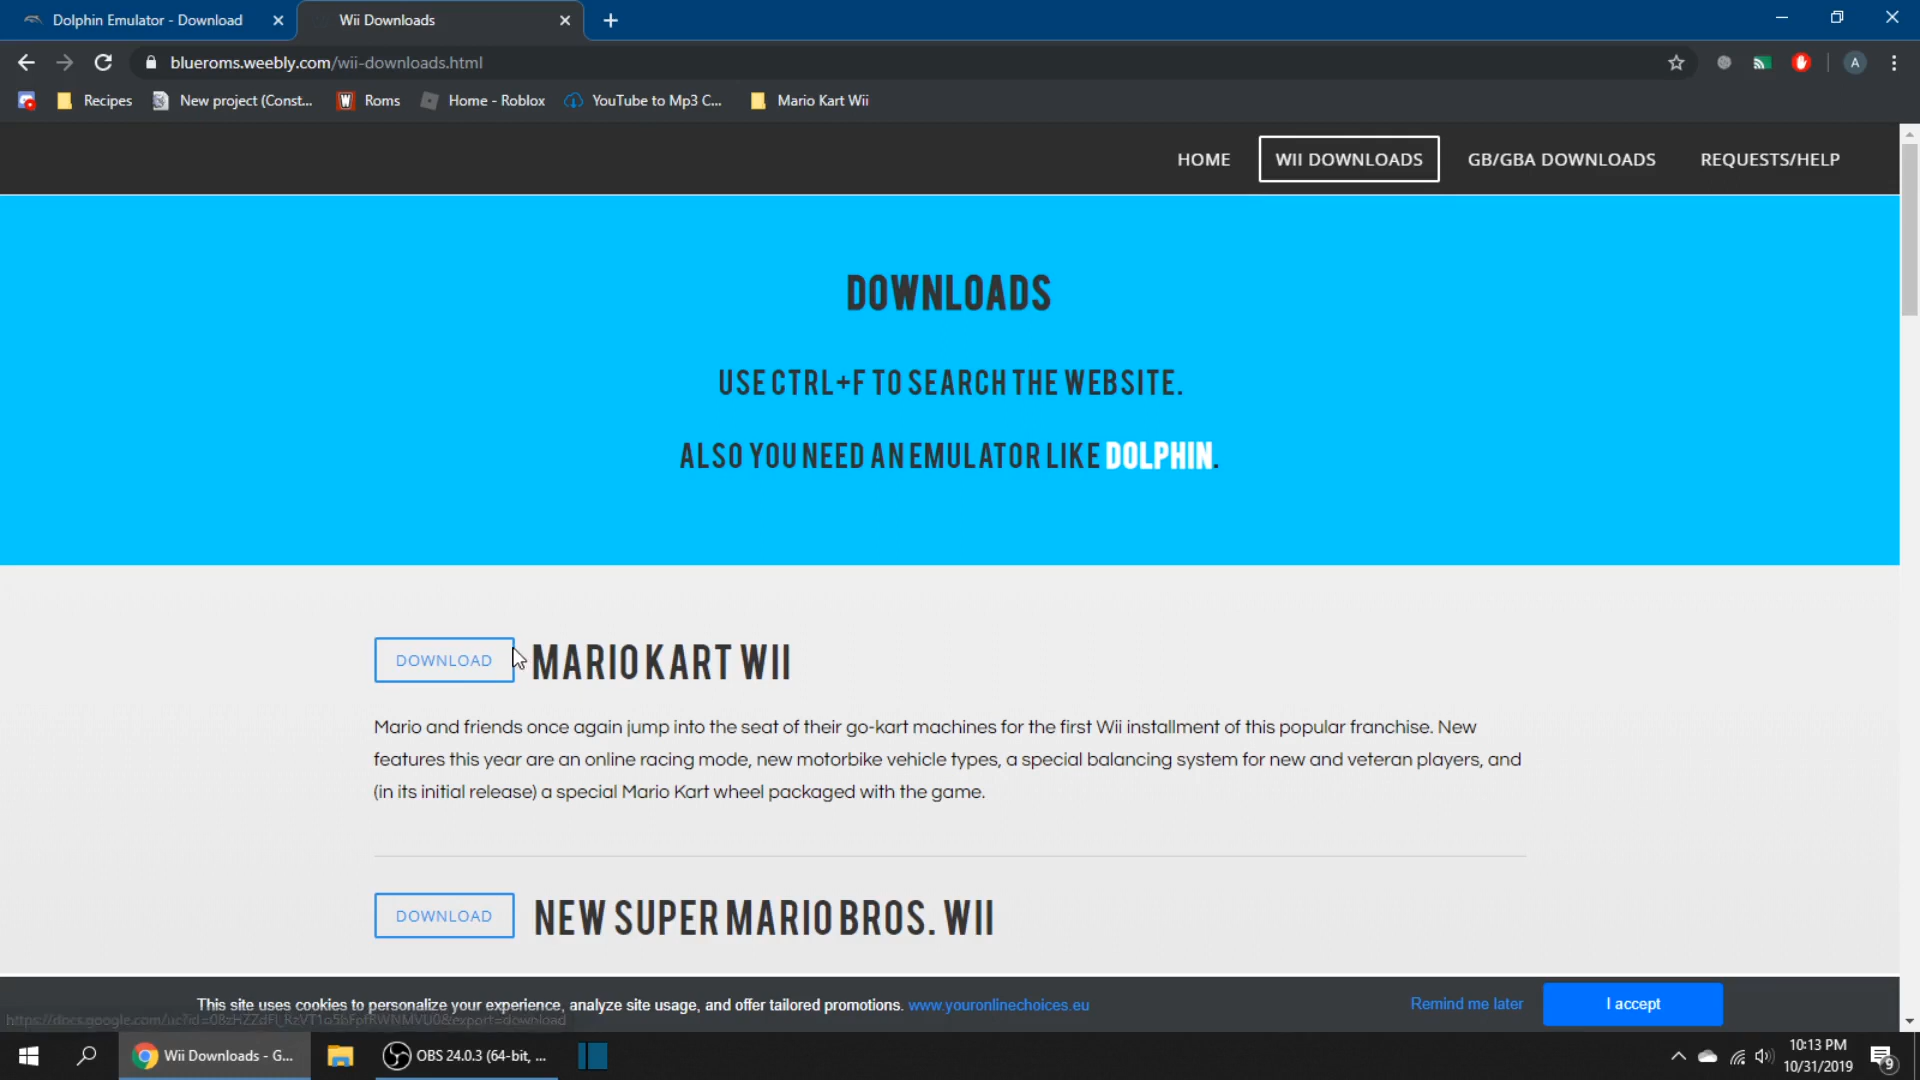 Dolphin Emulator - Download
Wii Downloads
blueroms.weebly.com/wii-downloads.html
A
Recipes
New project (Const...
Roms
Home - Roblox
YouTube to Mp3 C...
Mario Kart Wii
HOME
WII DOWNLOADS
GB/GBA DOWNLOADS
REQUESTS/HELP
DOWNLOADS
USE CTRL+F TO SEARCH THE WEBSITE.
ALSO YOU NEED AN EMULATOR LIKE DOLPHIN.
DOWNLOAD
MARIO KART WII
Mario and friends once again jump into the seat of their go-kart machines for the first Wii installment of this popular franchise. New
features this year are an online racing mode, new motorbike vehicle types, a special balancing system for new and veteran players, and
(in its initial release) a special Mario Kart wheel packaged with the game.
DOWNLOAD
NEW SUPER MARIO BROS. WII
This site uses cookies to personalize your experience, analyze site usage, and offer tailored promotions. www.youronlinechoices.eu
Remind me later
I accept
Wii Downloads - G...
OBS 24.0.3 (64-bit, ...
10:13 PM
10/31/2019
9